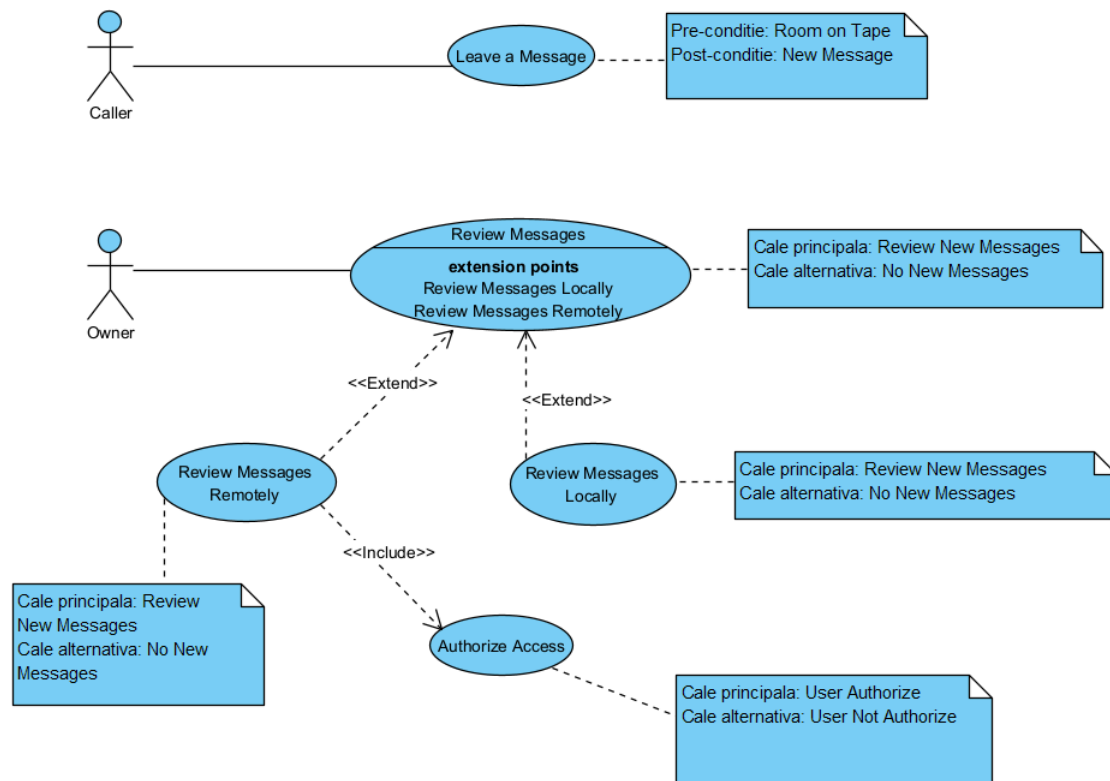 Caller
Leave a Message
Pre-conditie: Room on Tape
Post-conditie: New Message
Owner
Review Messages
extension points
Review Messages Locally
Review Messages Remotely
Cale principala: Review New Messages
Cale alternativa: No New Messages
<<Extend>>
<<Extend>>
Review Messages
Remotely
Review Messages
Locally
Cale principala: Review New Messages
Cale alternativa: No New Messages
<<Include>>
Cale principala: Review
New Messages
Cale alternativa: No New
Messages
Authorize Access
Cale principala: User Authorize
Cale alternativa: User Not Authorize